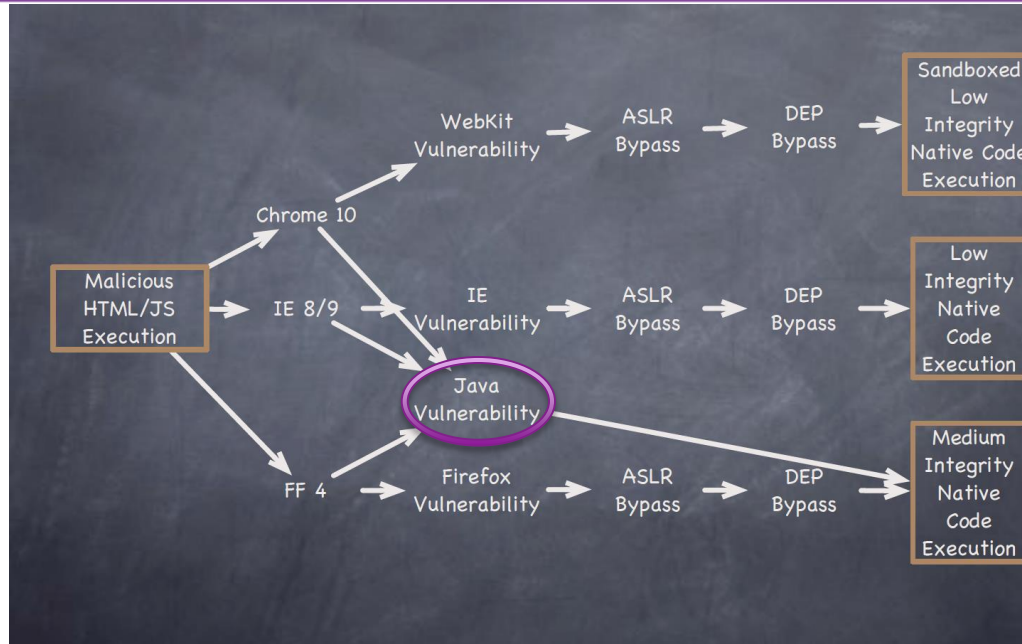 Sandboxed
Low
Integrity
Native Code
Execution
WebKit
Vulnerability
ASLR
Bypass
DEP
Bypass
Chrome 10
Malicious
HTML/JS
Execution
IE 8/9
IE
Vulnerability
ASLR
Bypass
DEP
Bypass
Low
Integrity
Native
Code
Execution
Java
Vulnerability
FF 4
Firefox
Vulnerability
ASLR
Bypass
DEP
Bypass
Medium
Integrity
Native
Code
Execution